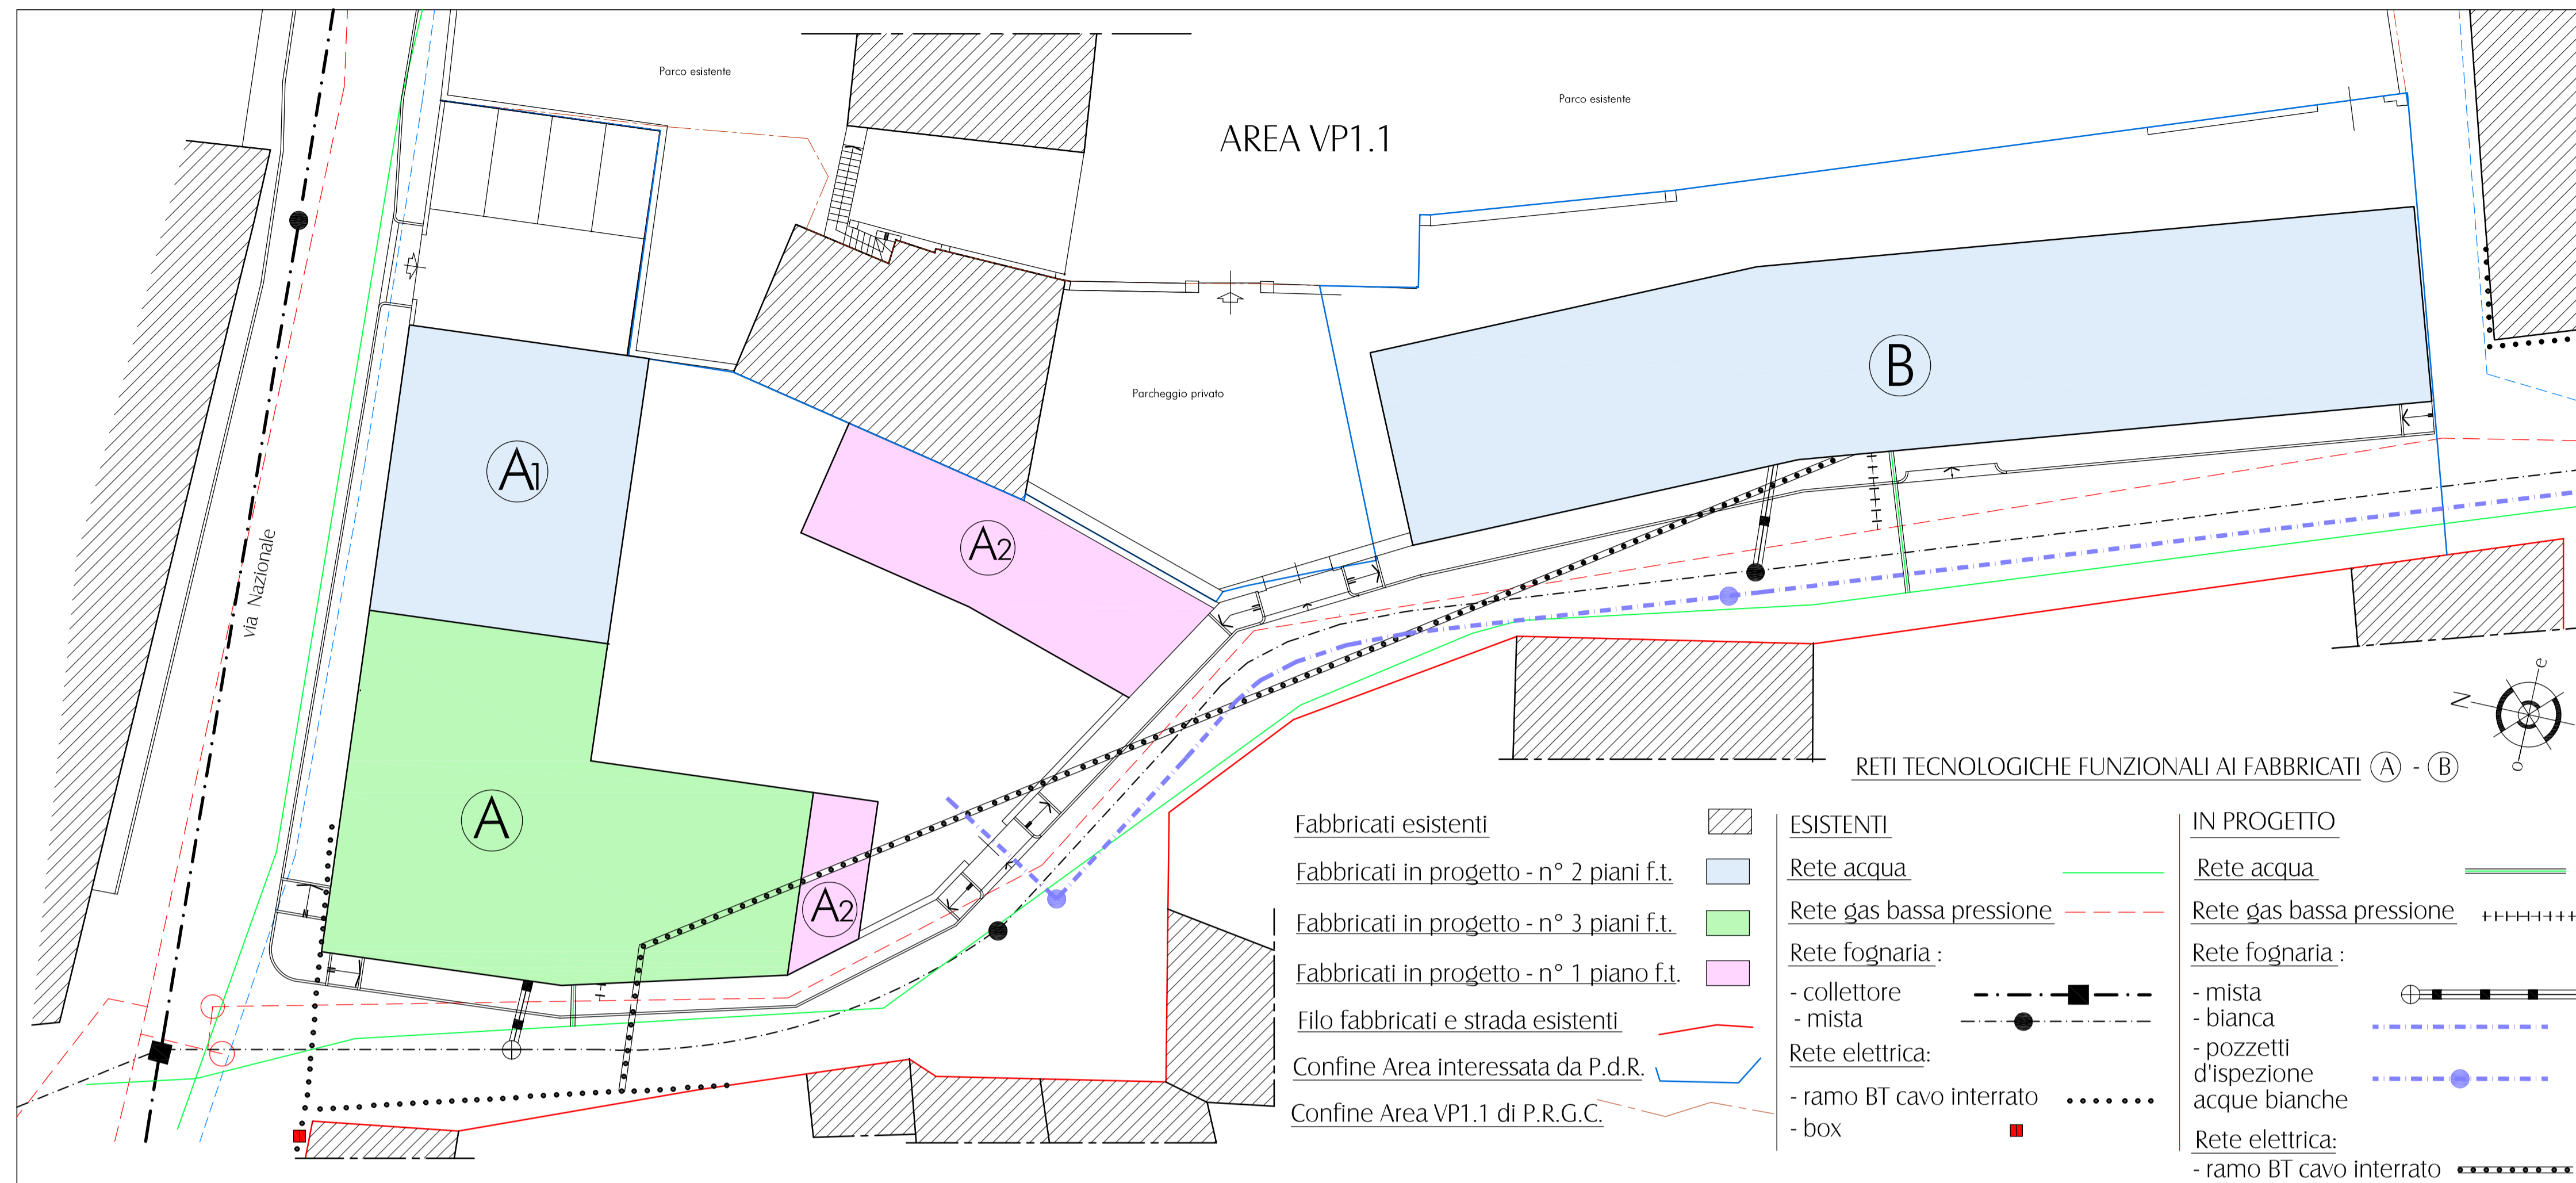 Parco esistente
Parco esistente
AREA VP1.1
Parcheggio privato
B
A1
A2
via Nazionale
A
A2
N
e
o
RETI TECNOLOGICHE FUNZIONALI AI FABBRICATI A - B
Fabbricati esistenti
Fabbricati in progetto - n° 2 piani f.t.
Fabbricati in progetto - n° 3 piani f.t.
Fabbricati in progetto - n° 1 piano f.t.
Filo fabbricati e strada esistenti
Confine Area interessata da P.d.R.
Confine Area VP1.1 di P.R.G.C.
ESISTENTI
Rete acqua
Rete gas bassa pressione
Rete fognaria :
- collettore
- mista
Rete elettrica:
- ramo BT cavo interrato
- box
IN PROGETTO
Rete acqua
Rete gas bassa pressione
Rete fognaria :
- mista
- bianca
- pozzetti
d'ispezione
acque bianche
Rete elettrica:
- ramo BT cavo interrato